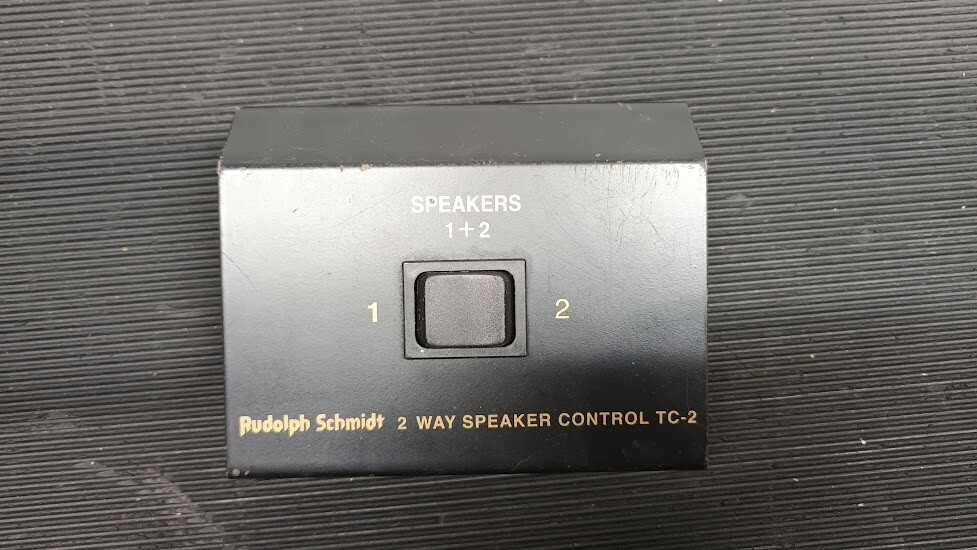 SPEAKERS
1+2
1 2
Rudolph Schmidt 2 WAY SPEAKER CONTROL TC-2